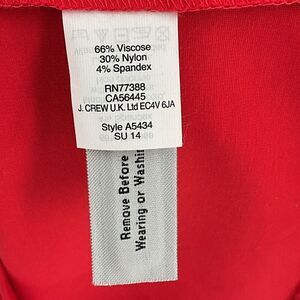 66% Viscose
30% Nylon
4% Spandex
RN77388
CA56445
J. CREW U.K. Ltd EC4V 6JA
Style A5434
SU 14
Remove Before
Wearing or Washi